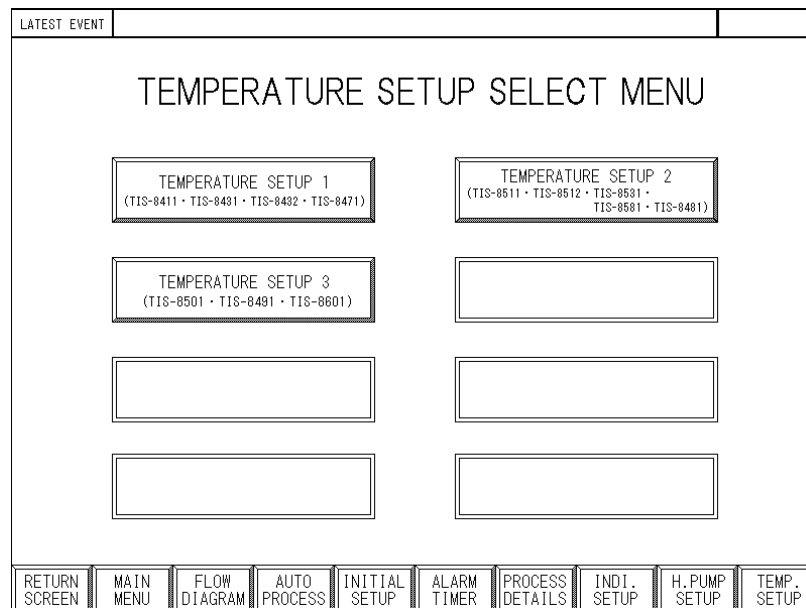 LATEST EVENT
TEMPERATURE SETUP SELECT MENU
TEMPERATURE SETUP 1
(TIS-8411・TIS-8431・TIS-8432・TIS-8471)
TEMPERATURE SETUP 2
(TIS-8511・TIS-8512・TIS-8531・
TIS-8581・TIS-8481)
TEMPERATURE SETUP 3
(TIS-8501・TIS-8491・TIS-8601)
RETURN SCREEN
MAIN MENU
FLOW DIAGRAM
AUTO PROCESS
INITIAL SETUP
ALARM TIMER
PROCESS DETAILS
INDI. SETUP
H.PUMP SETUP
TEMP. SETUP